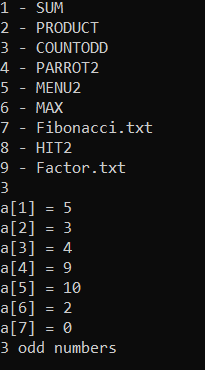 1 - SUM
2 - PRODUCT
3 - COUNTODD
4 - PARROT2
5 - MENU2
6 - MAX
7 - Fibonacci.txt
8 - HIT2
9 - Factor.txt
3
a[1] = 5
a[2] = 3
a[3] = 4
a[4] = 9
a[5] = 10
a[6] = 2
a[7] = 0
3 odd numbers